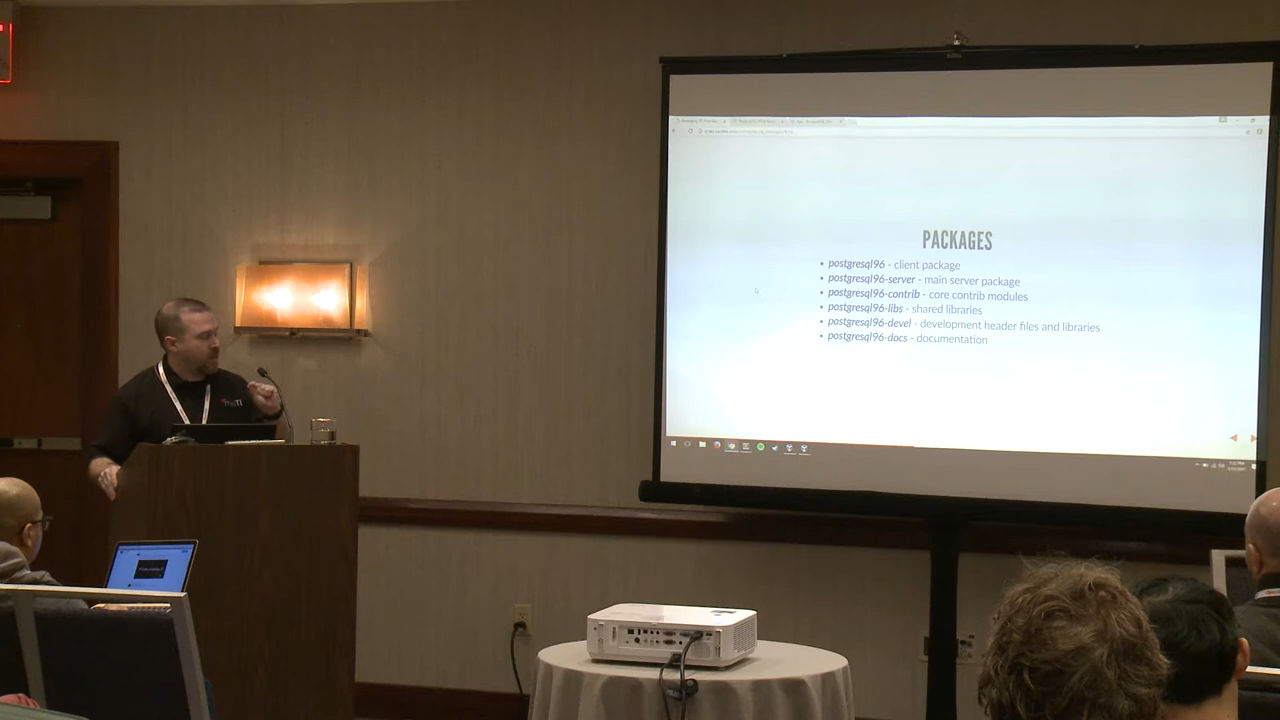 PACKAGES
• postgresql96 - client package
• postgresql96-server - main server package
• postgresql96-contrib - core contrib modules
• postgresql96-libs - shared libraries
• postgresql96-devel - development header files and libraries
• postgresql96-docs - documentation